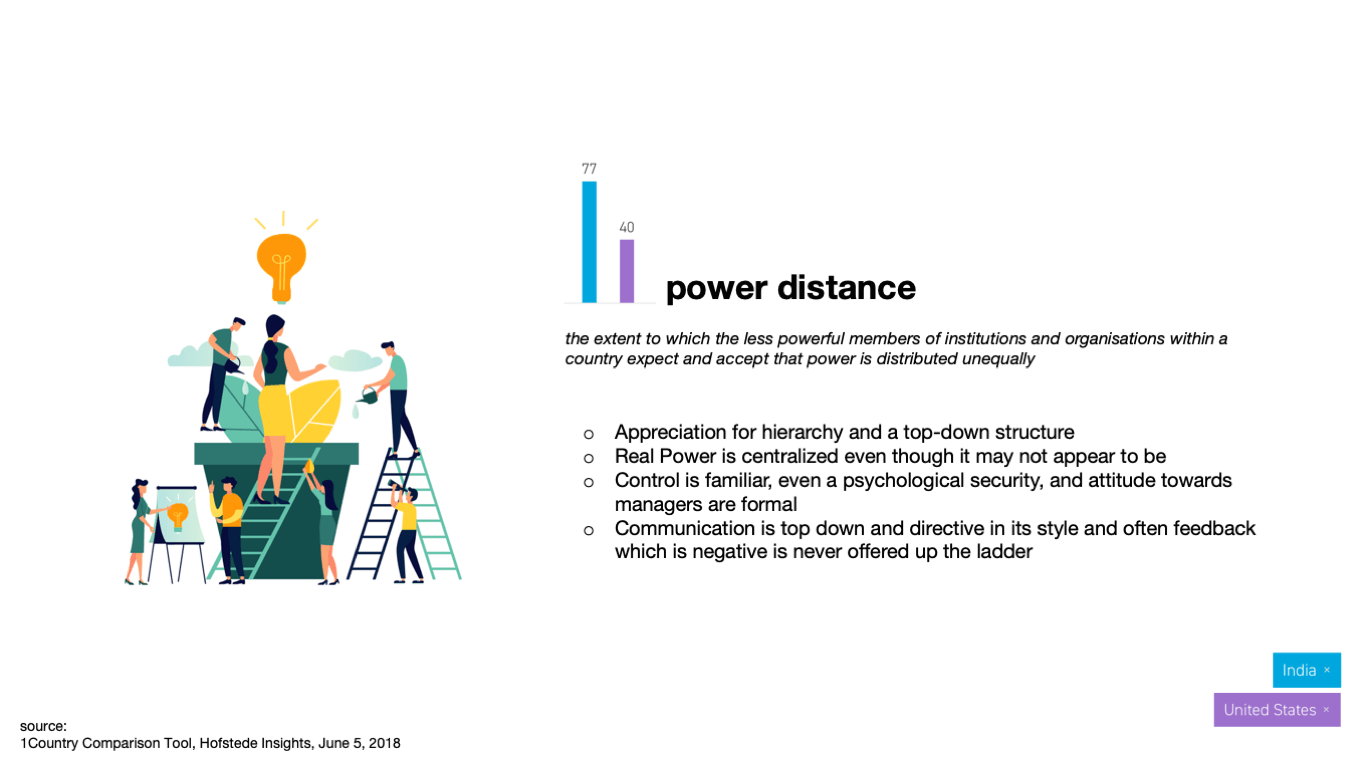 77
40
power distance
the extent to which the less powerful members of institutions and organisations within a
country expect and accept that power is distributed unequally
o Appreciation for hierarchy and a top-down structure
o Real Power is centralized even though it may not appear to be
o Control is familiar, even a psychological security, and attitude towards
managers are formal
o Communication is top down and directive in its style and often feedback
which is negative is never offered up the ladder
India ×
United States ×
source:
1Country Comparison Tool, Hofstede Insights, June 5, 2018